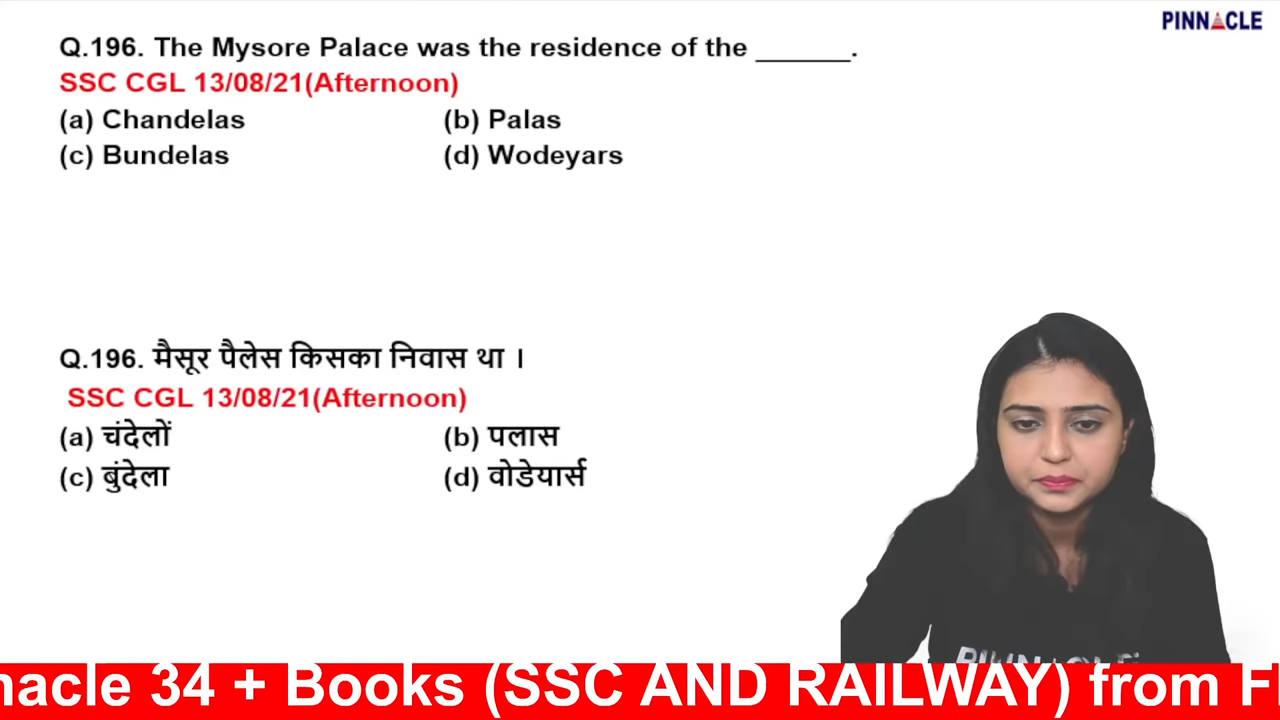 PINNACLE
Q.196. The Mysore Palace was the residence of the ______.
SSC CGL 13/08/21(Afternoon)
(a) Chandelas (b) Palas
(c) Bundelas (d) Wodeyars
Q.196. मैसूर पैलेस किसका निवास था ।
SSC CGL 13/08/21(Afternoon)
(a) चंदेलों (b) पलास
(c) बुंदेला (d) वोडेयार्स
PINNACLE
nacle 34 + Books (SSC AND RAILWAY) from F